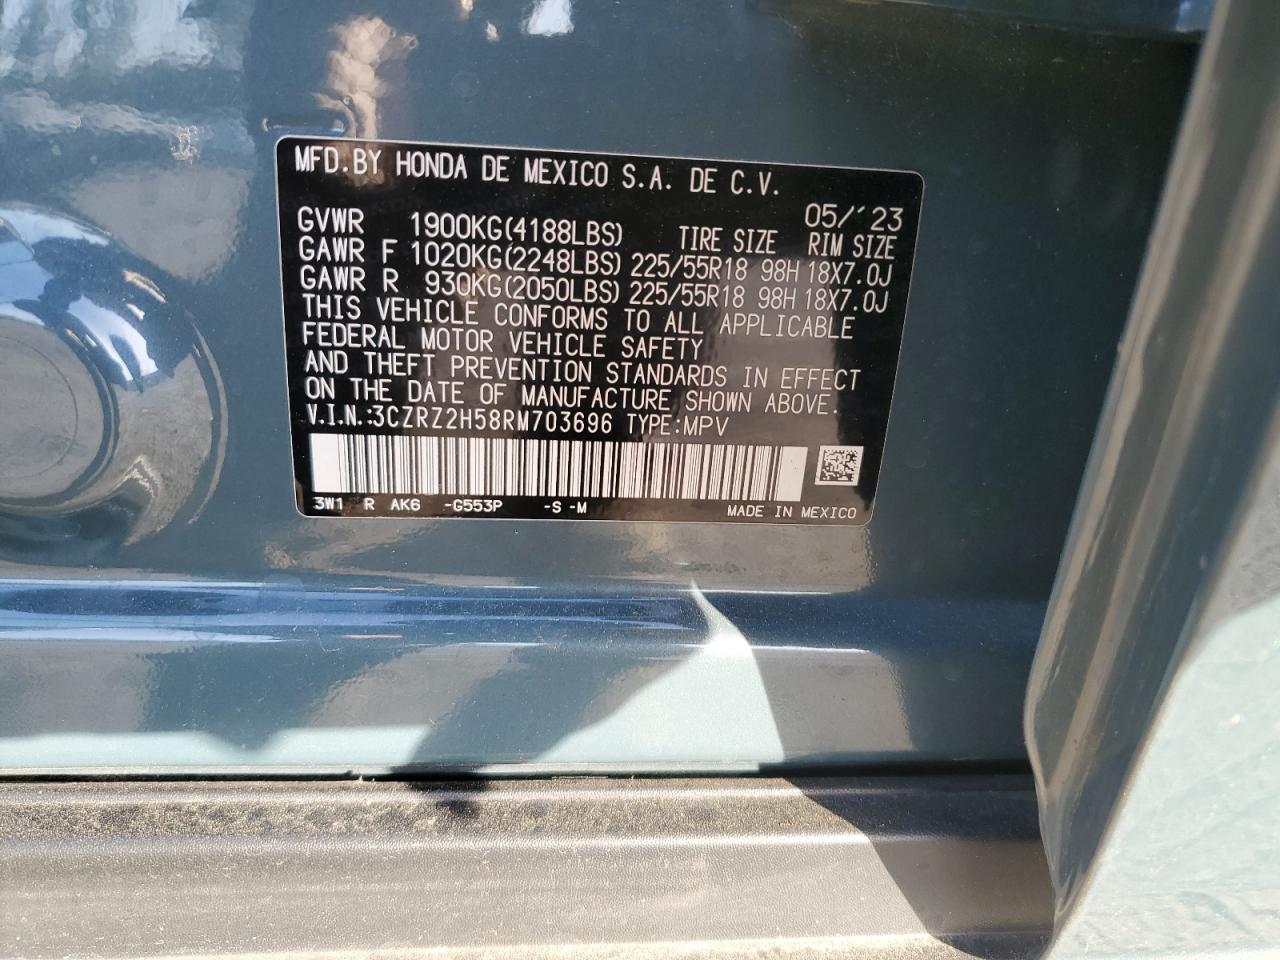 MFD.BY HONDA DE MEXICO S.A. DE C.V.
05/'23
GVWR 1900KG(4188LBS) TIRE SIZE RIM SIZE
GAWR F 1020KG(2248LBS) 225/55R18 98H 18X7.0J
GAWR R 930KG(2050LBS) 225/55R18 98H 18X7.0J
THIS VEHICLE CONFORMS TO ALL APPLICABLE
FEDERAL MOTOR VEHICLE SAFETY
AND THEFT PREVENTION STANDARDS IN EFFECT
ON THE DATE OF MANUFACTURE SHOWN ABOVE.
V.I.N.:3CZRZ2H58RM703696 TYPE:MPV
3W1 R AK6 -G553P -S -M MADE IN MEXICO